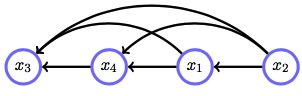 x₃ x₄ x₁ x₂